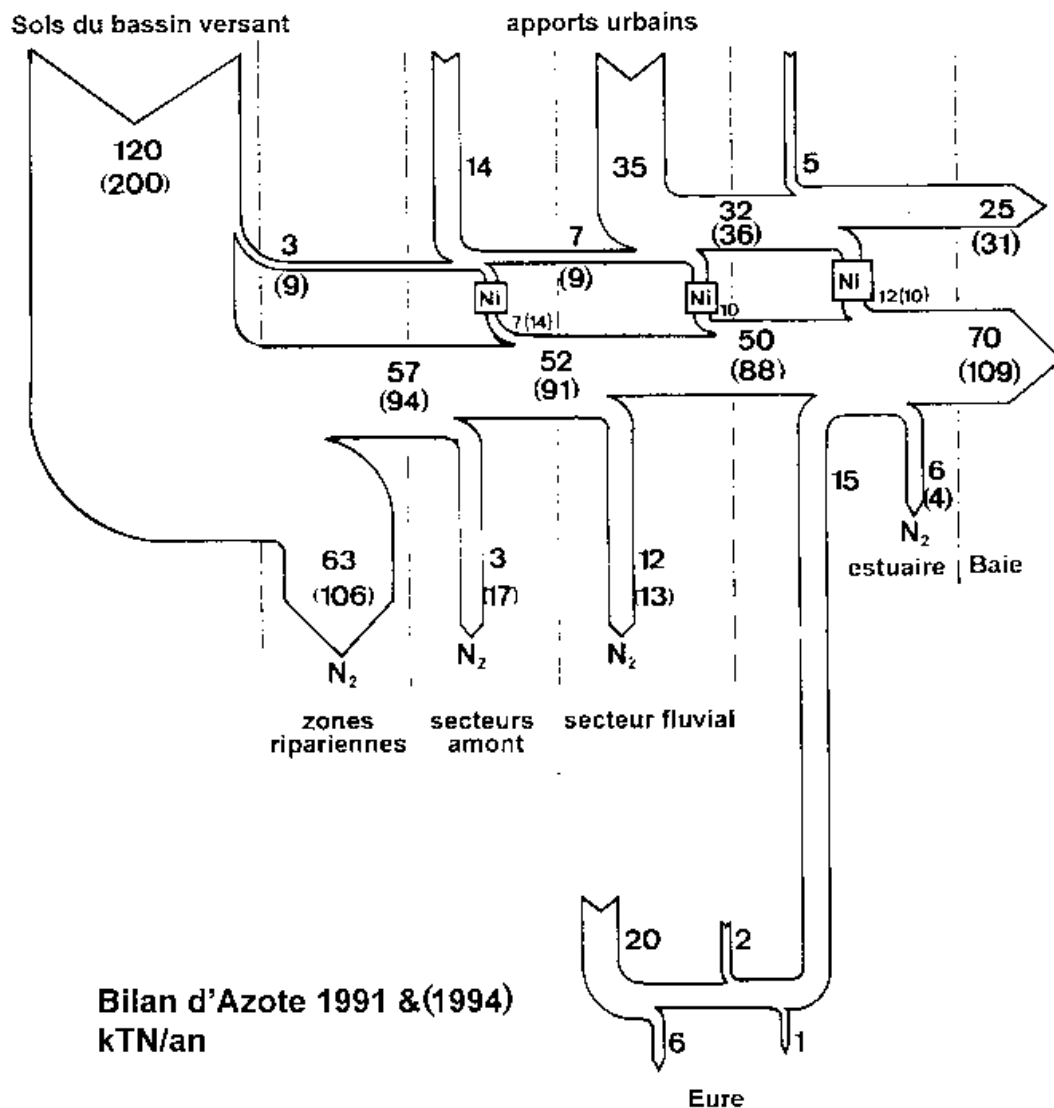 Sols du bassin versant
apports urbains
120
(200)
14
35
5
3
(9)
7
(9)
32
(36)
25
(31)
Ni
Ni
Ni
7(14)
10
12(10)
57
(94)
52
(91)
50
(88)
70
(109)
63
(106)
N₂
3
(17)
N₂
12
(13)
N₂
15
6
(4)
N₂
estuaire
Baie
zones
ripariennes
secteurs
amont
secteur fluvial
20
2
6
1
Eure
Bilan d'Azote 1991 &(1994)
kTN/an